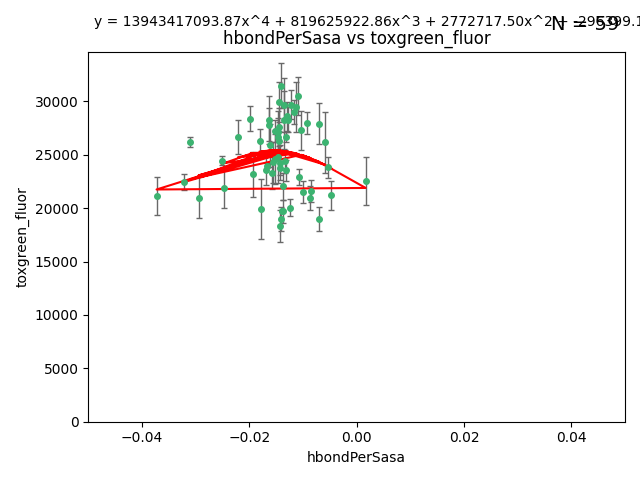 y = 13943417093.87x^4 + 819625922.86x^3 + 2772717.50x^2 +
N = 59
hbondPerSasa vs toxgreen_fluor
toxgreen_fluor
30000
25000
20000
15000
10000
5000
0
−0.04 −0.02 0.00 0.02 0.04
hbondPerSasa